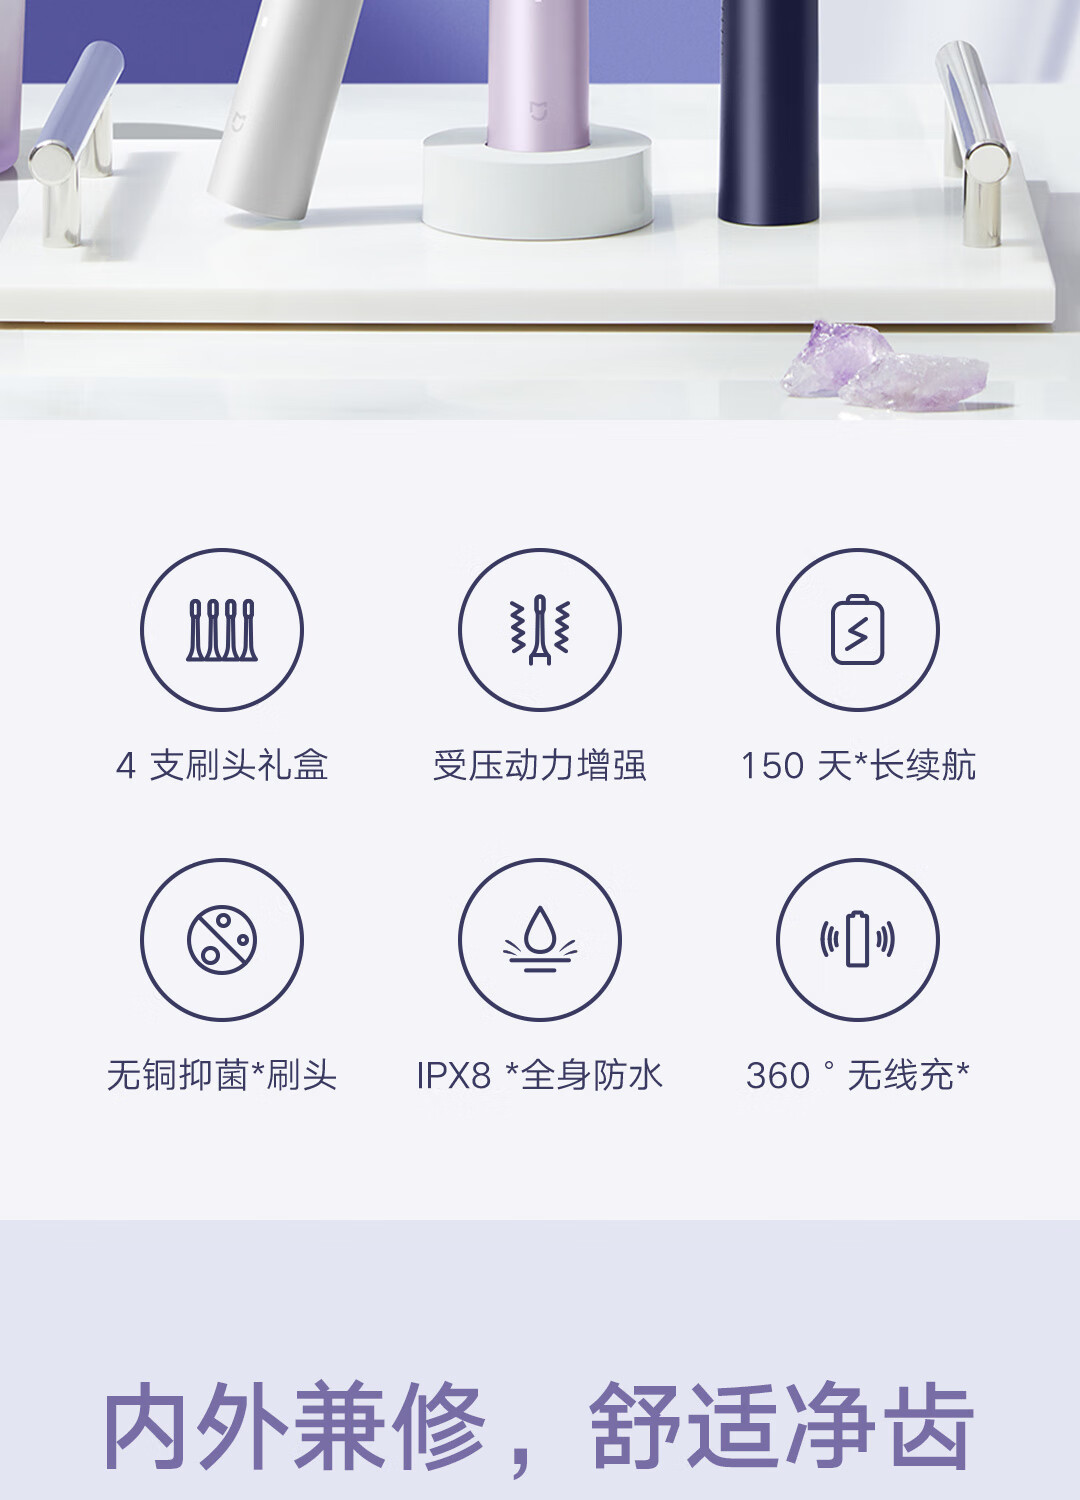 4 支刷头礼盒
受压动力增强
150 天*长续航
无铜抑菌*刷头
IPX8 *全身防水
360 ° 无线充*
内外兼修，舒适净齿